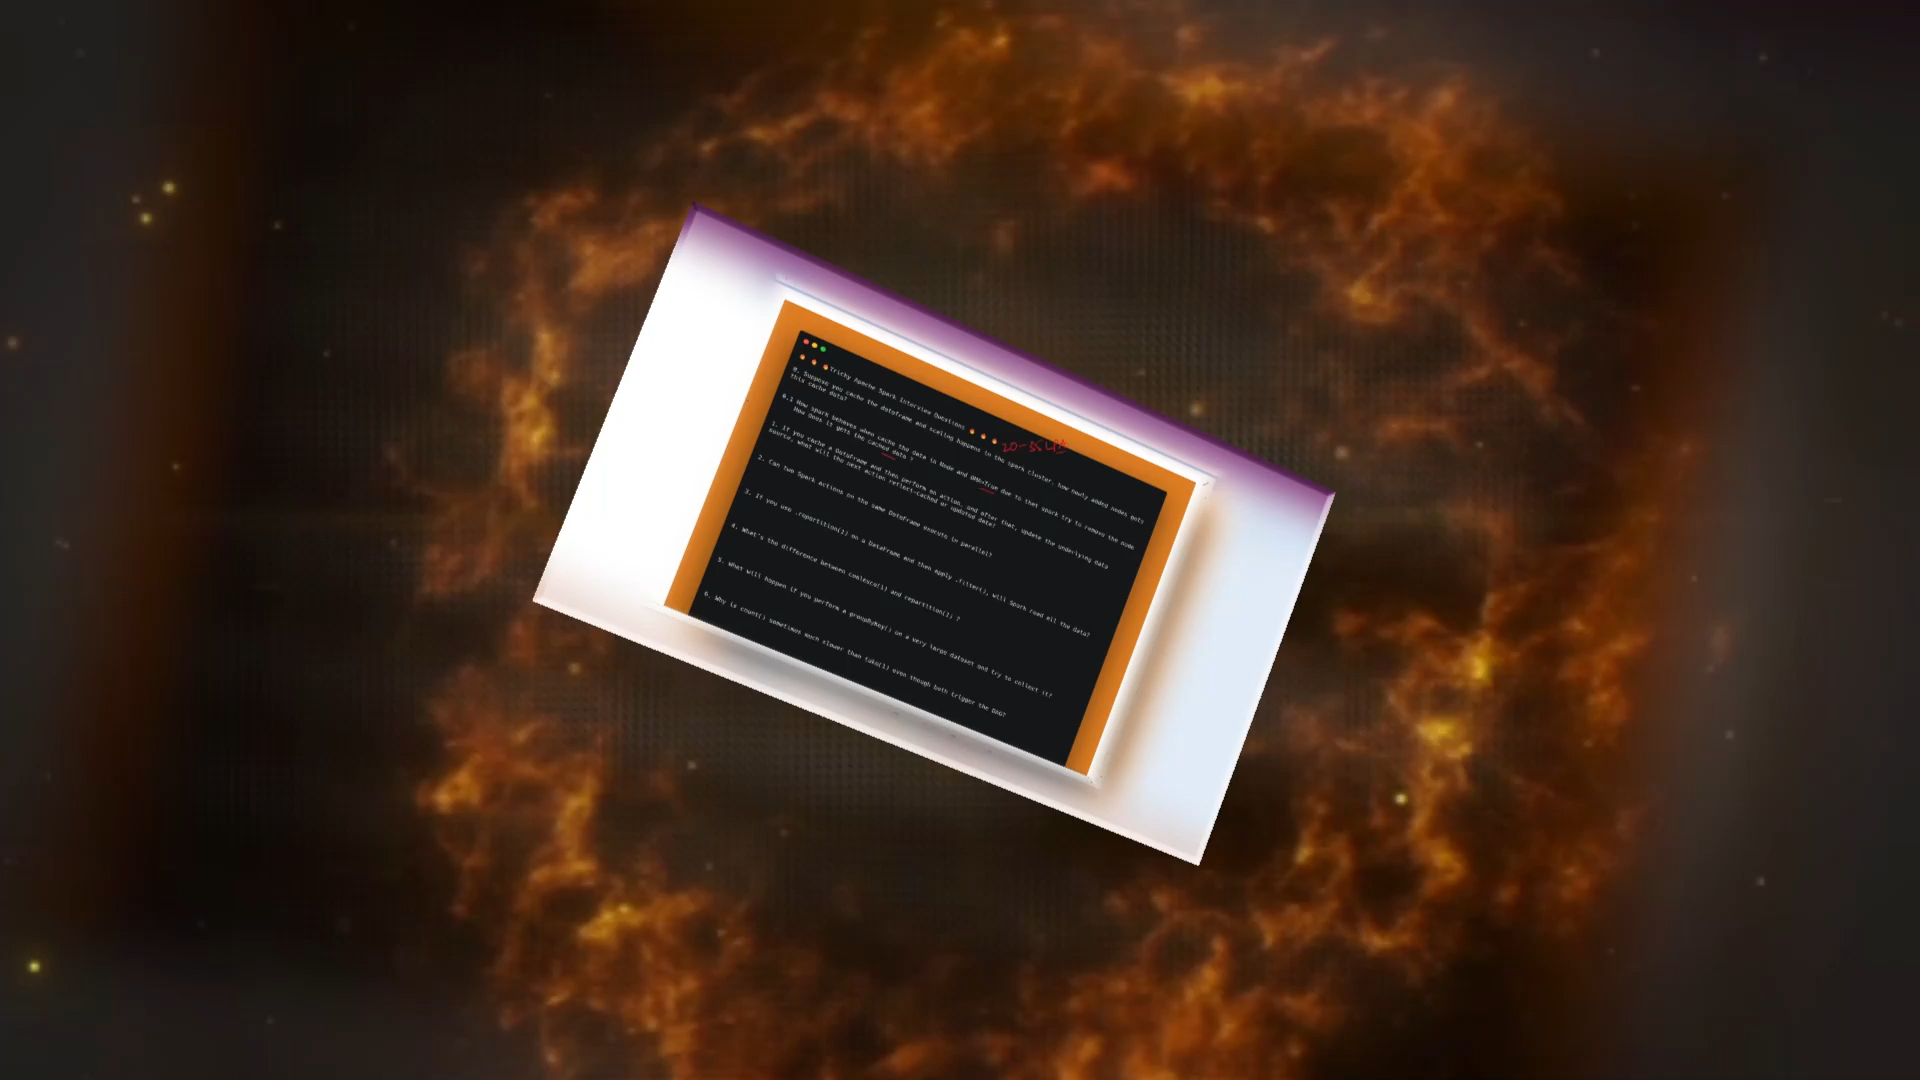 🔥 🔥 🔥Tricky Apache Spark Interview Questions 🔥 🔥 🔥 20-35 LPA
0. Suppose you cache the dataframe and scaling happens in the spark cluster, how newly added nodes gets
this cache data?
0.1 How spark behaves when cache the data in Node and DMB=True due to that spark try to remove the node
How does it gets the cached data ?
1. If you cache a DataFrame and then perform an action, and after that, update the underlying data
source, what will the next action reflect-cached or updated data?
2. Can two Spark actions on the same DataFrame execute in parallel?
3. If you use .repartition(1) on a DataFrame and then apply .filter(), will Spark read all the data?
4. What's the difference between coalesce(1) and repartition(1) ?
5. What will happen if you perform a groupByKey() on a very large dataset and try to collect it?
6. Why is count() sometimes much slower than take(1) even though both trigger the DAG?